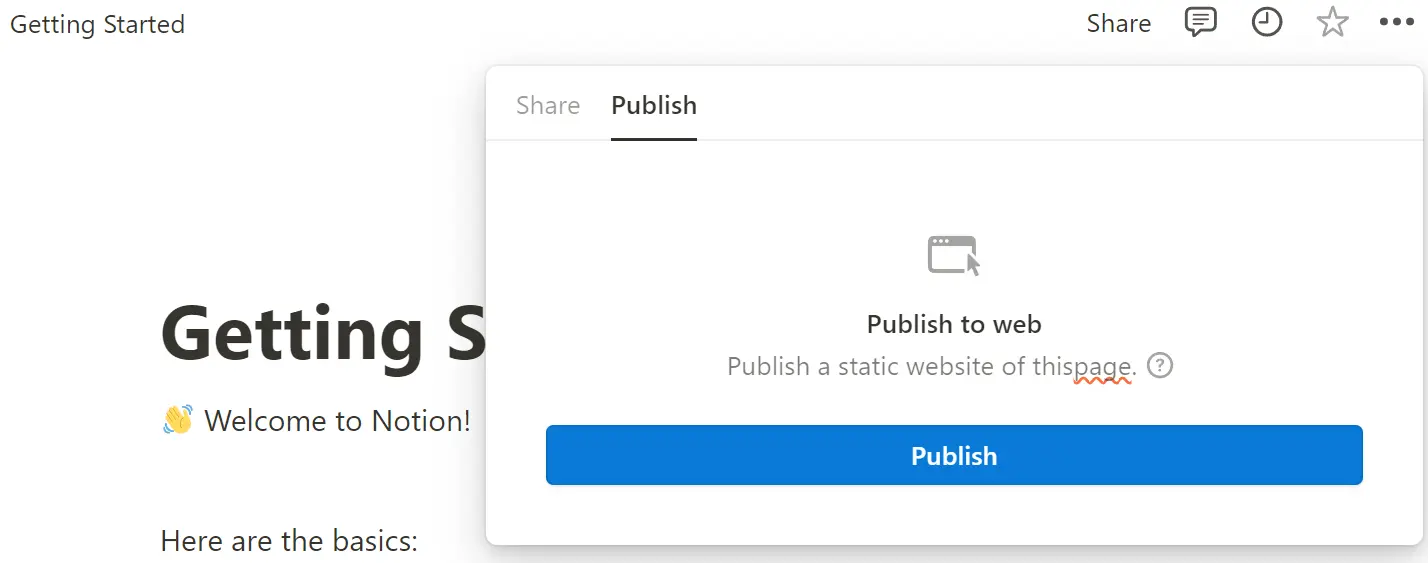 Getting Started
Share
Share Publish
Publish to web
Publish a static website of thispage. ?
Publish
Getting S
👋 Welcome to Notion!
Here are the basics: